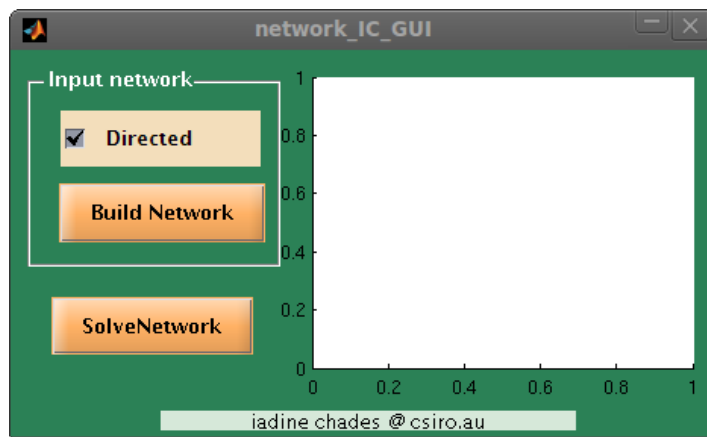 network_IC_GUI
Input network
Directed
Build Network
SolveNetwork
1
0.8
0.6
0.4
0.2
0
0 0.2 0.4 0.6 0.8 1
iadine chades @ csiro.au